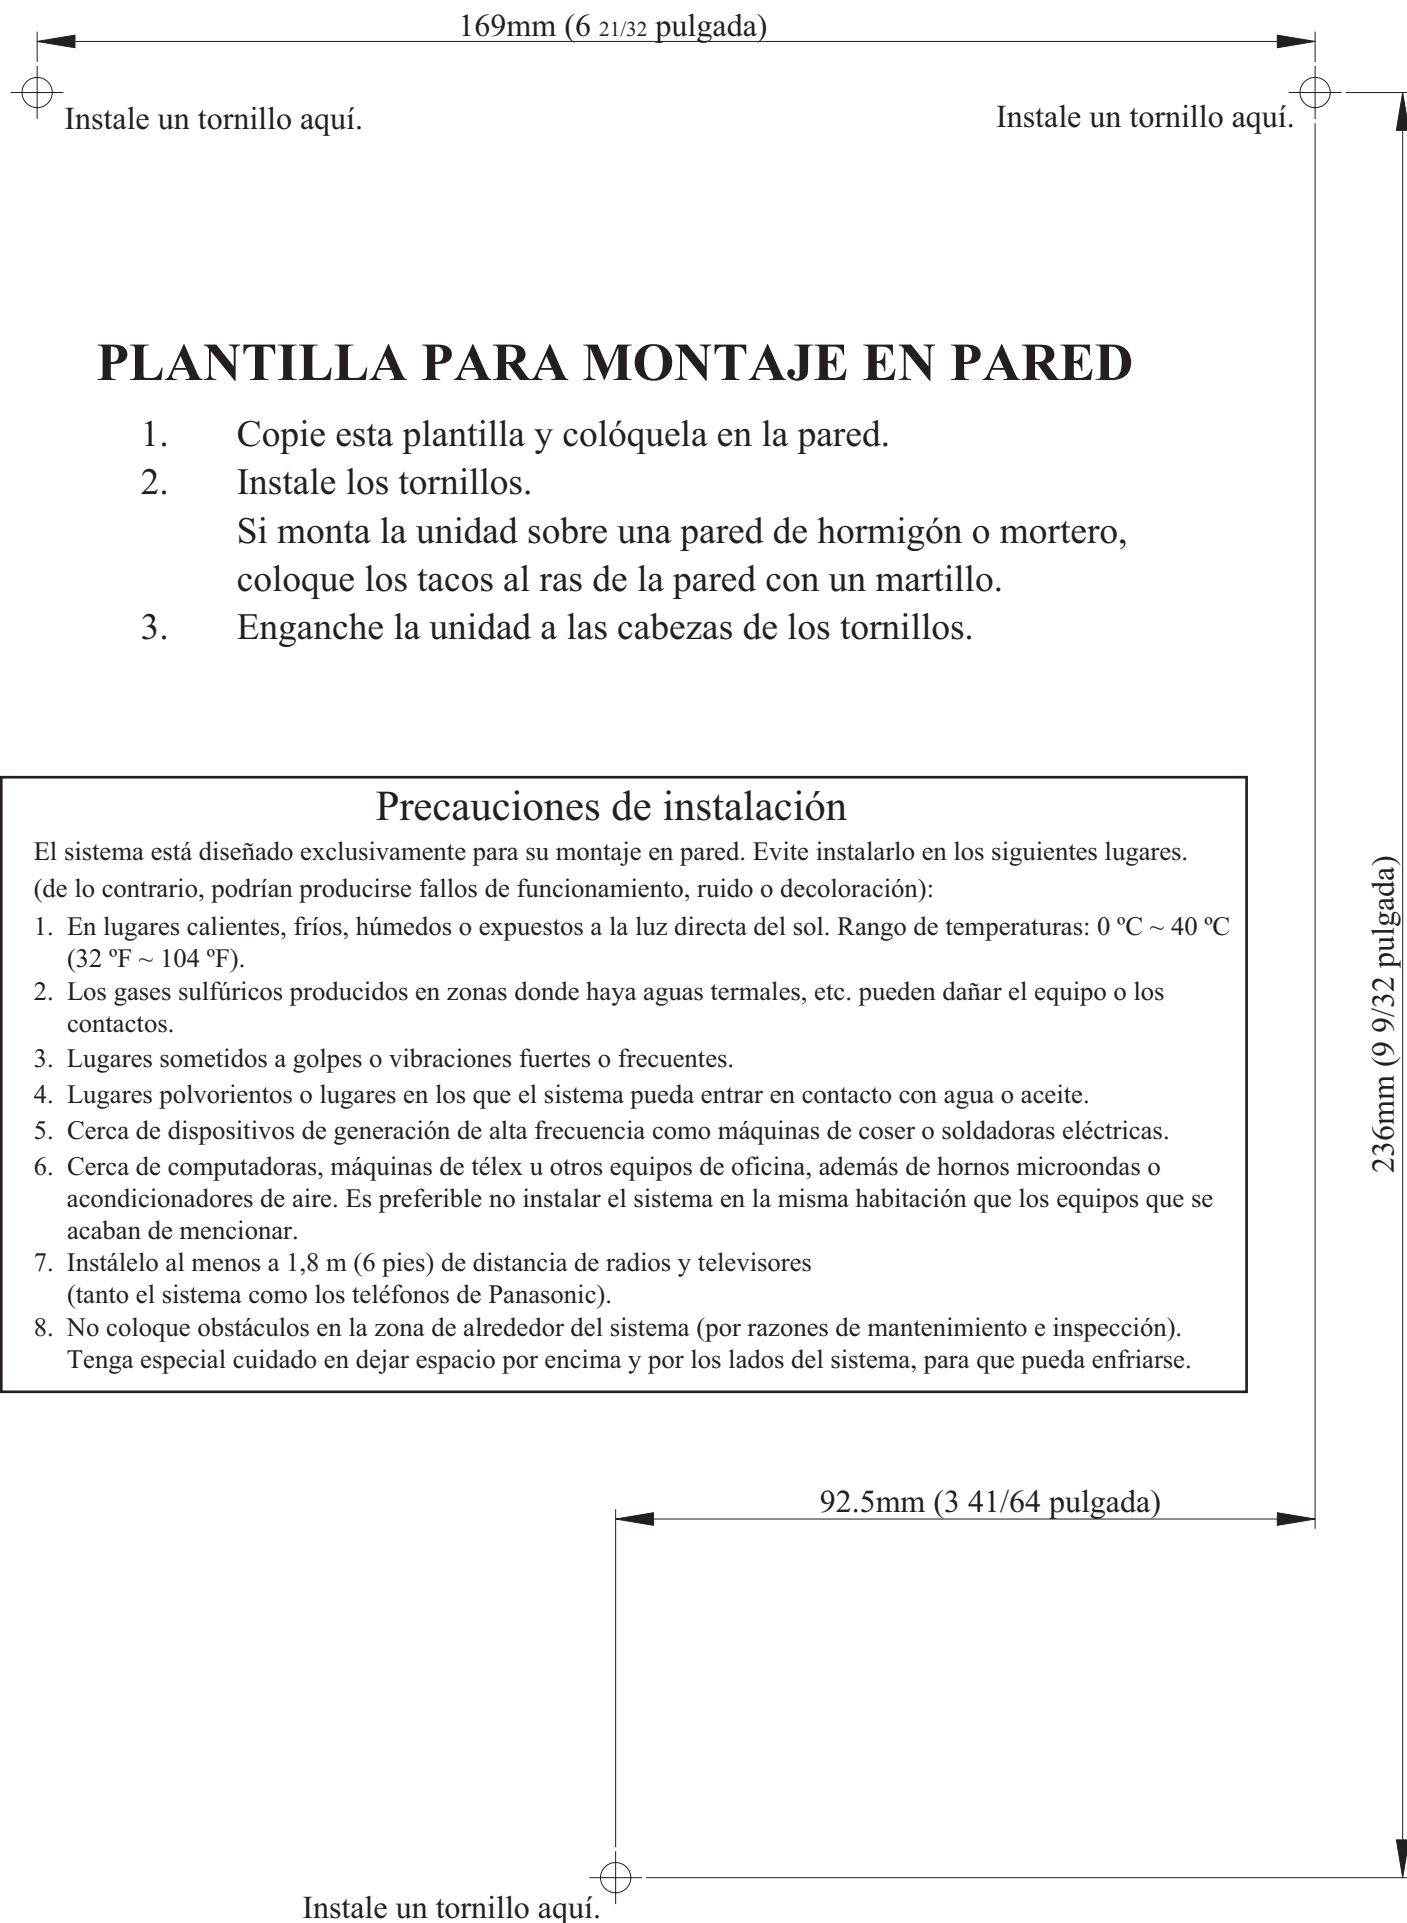 169mm (6 21/32 pulgada)
Instale un tornillo aquí.
Instale un tornillo aquí.
PLANTILLA PARA MONTAJE EN PARED
1. Copie esta plantilla y colóquela en la pared.
2. Instale los tornillos.
Si monta la unidad sobre una pared de hormigón o mortero,
coloque los tacos al ras de la pared con un martillo.
3. Enganche la unidad a las cabezas de los tornillos.
Precauciones de instalación
El sistema está diseñado exclusivamente para su montaje en pared. Evite instalarlo en los siguientes lugares.
(de lo contrario, podrían producirse fallos de funcionamiento, ruido o decoloración):
1. En lugares calientes, fríos, húmedos o expuestos a la luz directa del sol. Rango de temperaturas: 0 ºC ~ 40 ºC
(32 ºF ~ 104 ºF).
2. Los gases sulfúricos producidos en zonas donde haya aguas termales, etc. pueden dañar el equipo o los
contactos.
3. Lugares sometidos a golpes o vibraciones fuertes o frecuentes.
4. Lugares polvorientos o lugares en los que el sistema pueda entrar en contacto con agua o aceite.
5. Cerca de dispositivos de generación de alta frecuencia como máquinas de coser o soldadoras eléctricas.
6. Cerca de computadoras, máquinas de télex u otros equipos de oficina, además de hornos microondas o
acondicionadores de aire. Es preferible no instalar el sistema en la misma habitación que los equipos que se
acaban de mencionar.
7. Instálelo al menos a 1,8 m (6 pies) de distancia de radios y televisores
(tanto el sistema como los teléfonos de Panasonic).
8. No coloque obstáculos en la zona de alrededor del sistema (por razones de mantenimiento e inspección).
Tenga especial cuidado en dejar espacio por encima y por los lados del sistema, para que pueda enfriarse.
236mm (9 9/32 pulgada)
92.5mm (3 41/64 pulgada)
Instale un tornillo aquí.